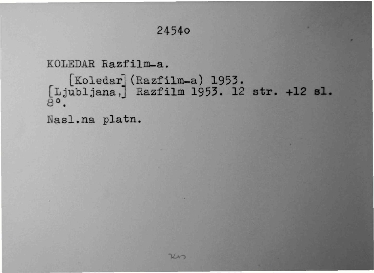 24540
KOLEDAR Razfilm-a.
[Koledar] (Razfilm-a) 1953.
[Ljubljana,] Razfilm 1953. 12 str. +12 sl.
8°.
Nasl.na platn.